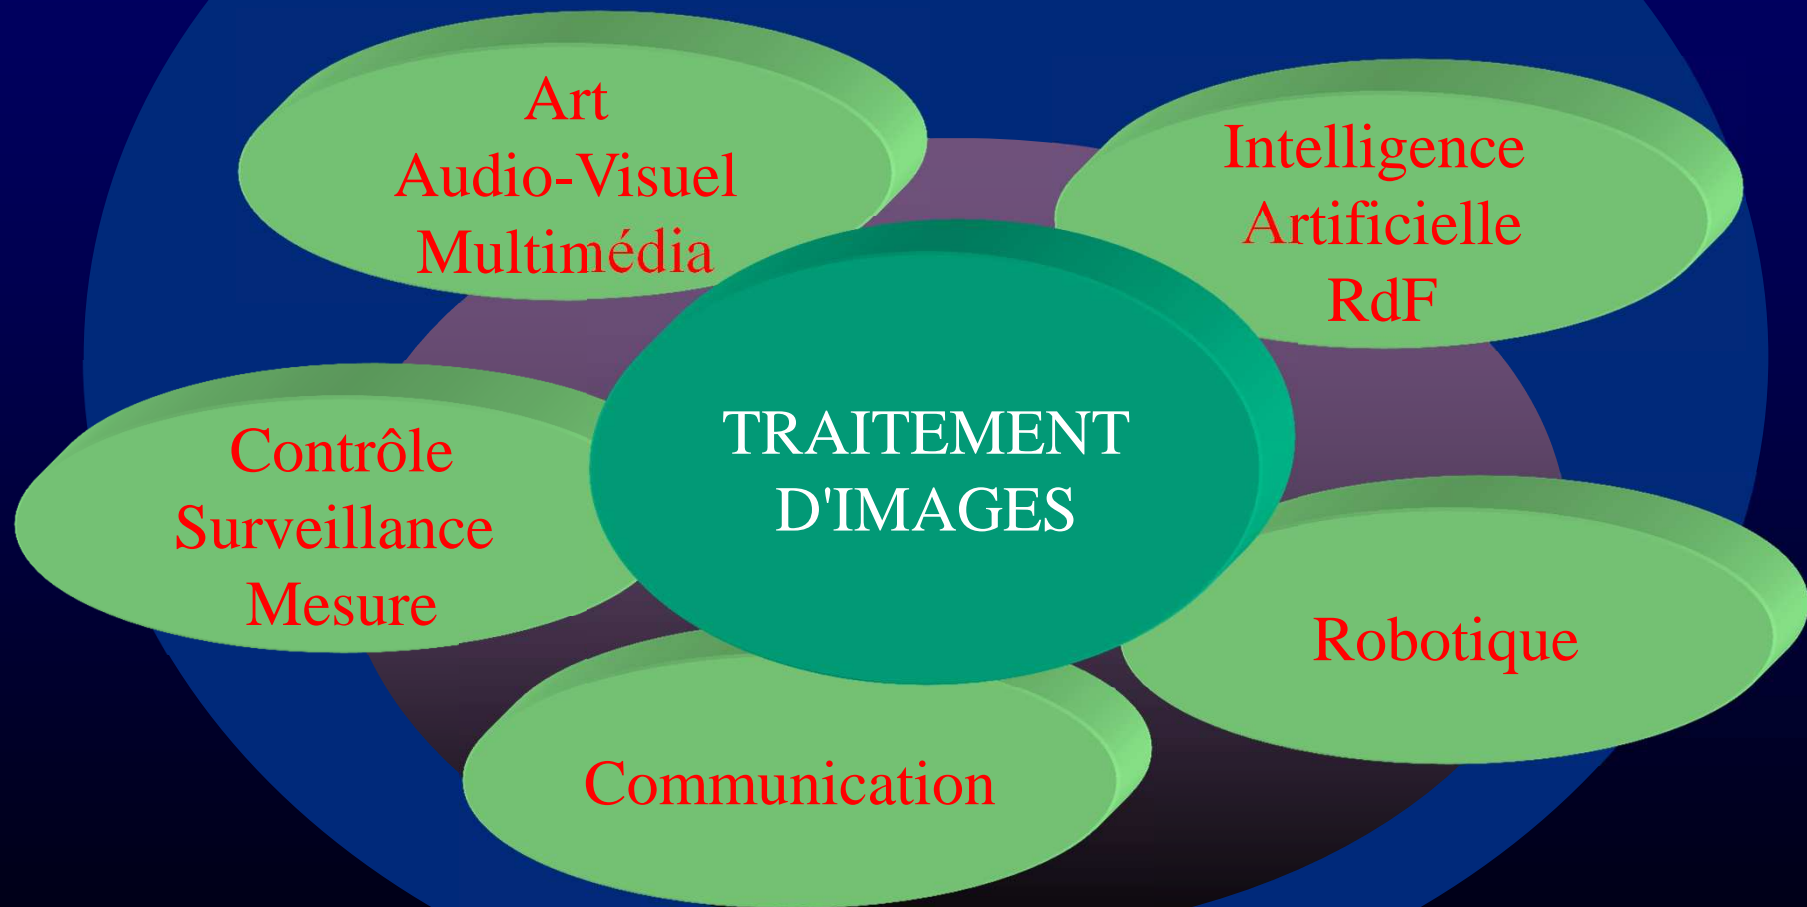 Art
Audio-Visuel
Multimédia
Intelligence
Artificielle
RdF
Contrôle
Surveillance
Mesure
TRAITEMENT
D'IMAGES
Robotique
Communication